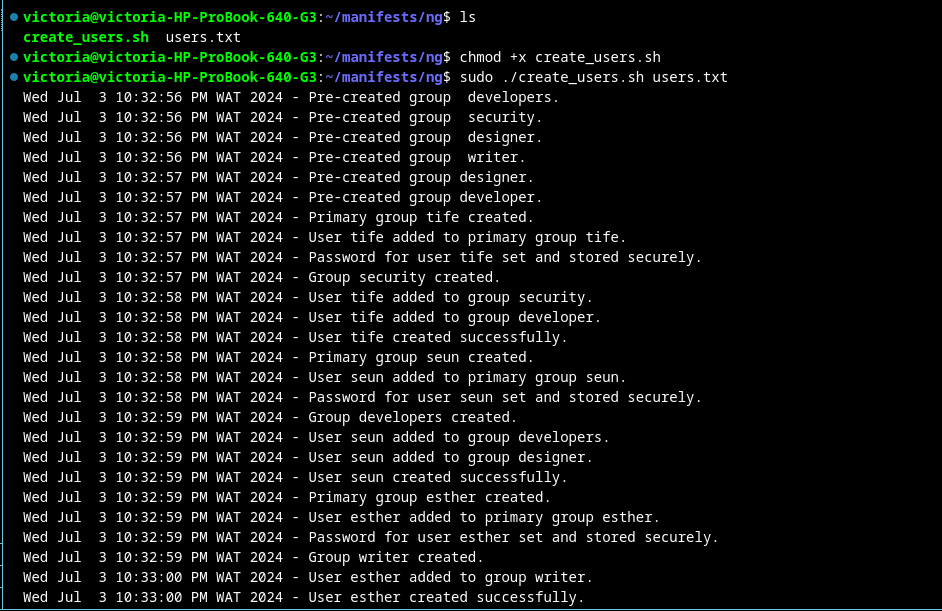 victoria@victoria-HP-ProBook-640-G3:~/manifests/ng$ ls
create_users.sh  users.txt
victoria@victoria-HP-ProBook-640-G3:~/manifests/ng$ chmod +x create_users.sh
victoria@victoria-HP-ProBook-640-G3:~/manifests/ng$ sudo ./create_users.sh users.txt
Wed Jul  3 10:32:56 PM WAT 2024 - Pre-created group  developers.
Wed Jul  3 10:32:56 PM WAT 2024 - Pre-created group  security.
Wed Jul  3 10:32:56 PM WAT 2024 - Pre-created group  designer.
Wed Jul  3 10:32:56 PM WAT 2024 - Pre-created group  writer.
Wed Jul  3 10:32:57 PM WAT 2024 - Pre-created group designer.
Wed Jul  3 10:32:57 PM WAT 2024 - Pre-created group developer.
Wed Jul  3 10:32:57 PM WAT 2024 - Primary group tife created.
Wed Jul  3 10:32:57 PM WAT 2024 - User tife added to primary group tife.
Wed Jul  3 10:32:57 PM WAT 2024 - Password for user tife set and stored securely.
Wed Jul  3 10:32:57 PM WAT 2024 - Group security created.
Wed Jul  3 10:32:58 PM WAT 2024 - User tife added to group security.
Wed Jul  3 10:32:58 PM WAT 2024 - User tife added to group developer.
Wed Jul  3 10:32:58 PM WAT 2024 - User tife created successfully.
Wed Jul  3 10:32:58 PM WAT 2024 - Primary group seun created.
Wed Jul  3 10:32:58 PM WAT 2024 - User seun added to primary group seun.
Wed Jul  3 10:32:58 PM WAT 2024 - Password for user seun set and stored securely.
Wed Jul  3 10:32:59 PM WAT 2024 - Group developers created.
Wed Jul  3 10:32:59 PM WAT 2024 - User seun added to group developers.
Wed Jul  3 10:32:59 PM WAT 2024 - User seun added to group designer.
Wed Jul  3 10:32:59 PM WAT 2024 - User seun created successfully.
Wed Jul  3 10:32:59 PM WAT 2024 - Primary group esther created.
Wed Jul  3 10:32:59 PM WAT 2024 - User esther added to primary group esther.
Wed Jul  3 10:32:59 PM WAT 2024 - Password for user esther set and stored securely.
Wed Jul  3 10:32:59 PM WAT 2024 - Group writer created.
Wed Jul  3 10:33:00 PM WAT 2024 - User esther added to group writer.
Wed Jul  3 10:33:00 PM WAT 2024 - User esther created successfully.